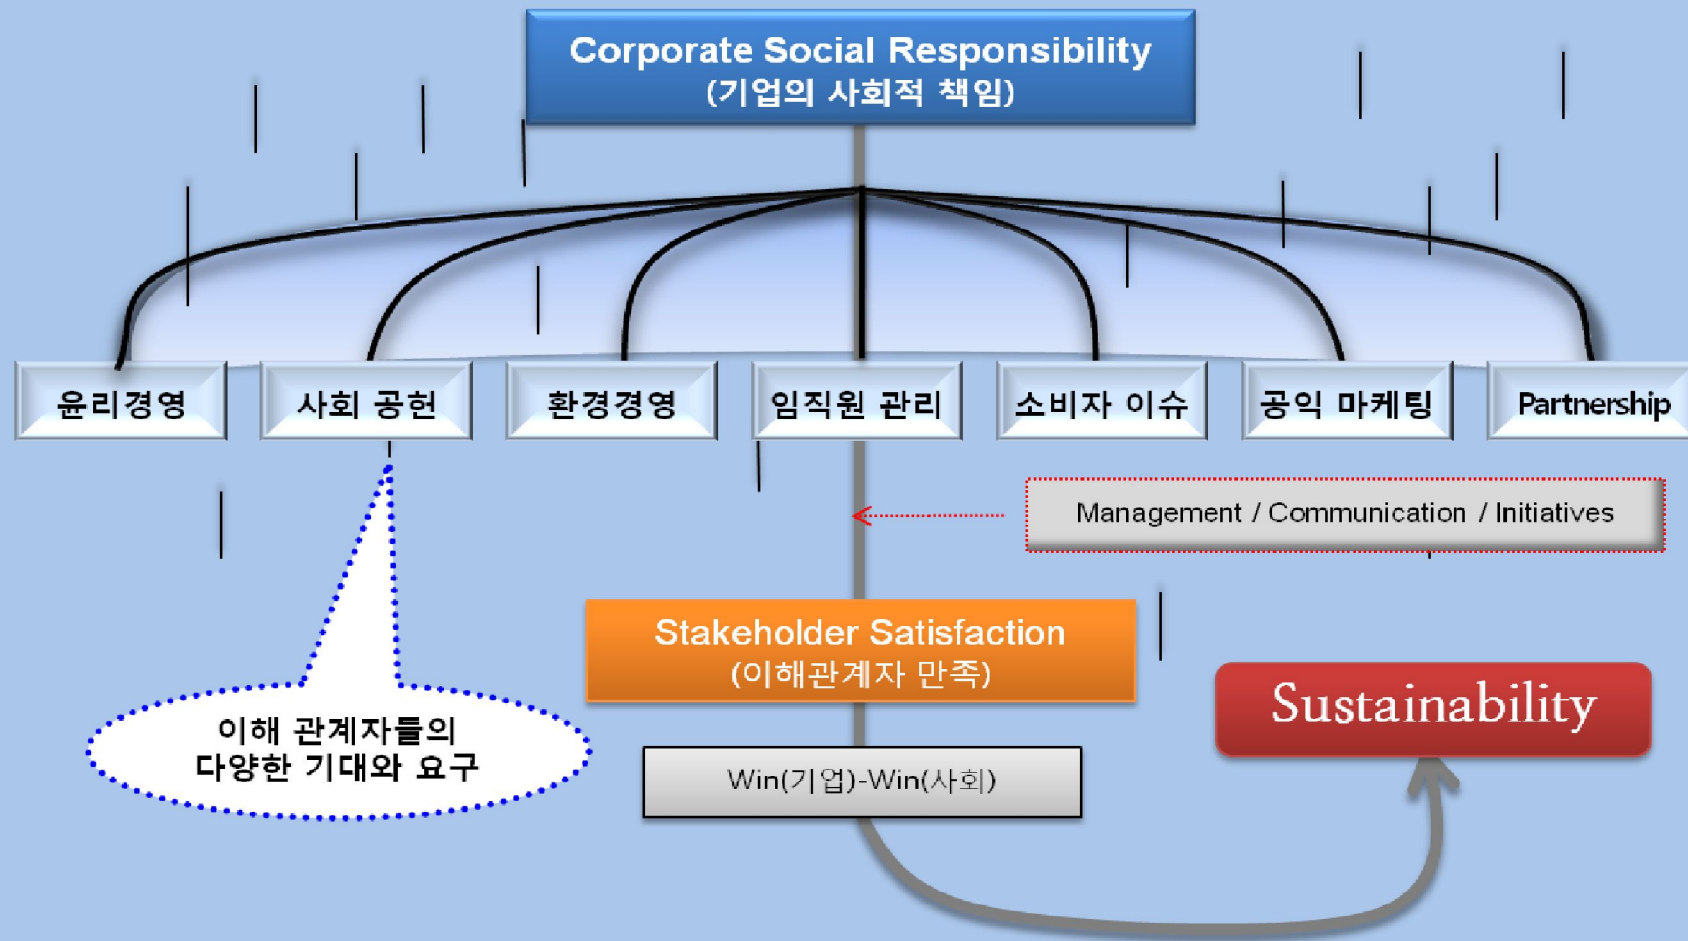 Corporate Social Responsibility
(기업의 사회적 책임)
윤리경영
사회 공헌
환경경영
임직원 관리
소비자 이슈
공익 마케팅
Partnership
Management / Communication / Initiatives
Stakeholder Satisfaction
(이해관계자 만족)
Sustainability
이해 관계자들의
다양한 기대와 요구
Win(기업)-Win(사회)